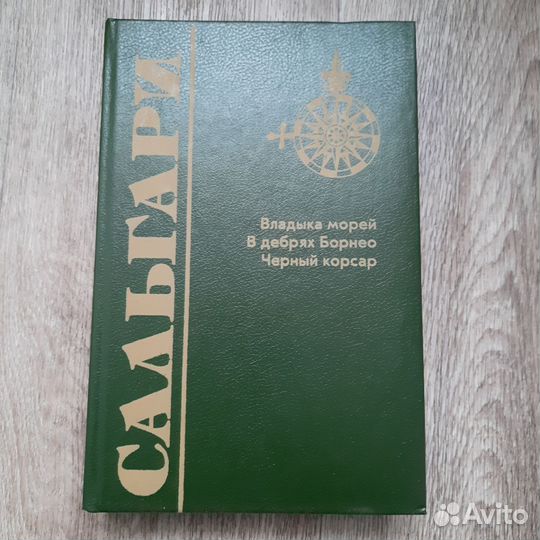 САЛЬГАРИ
Владыка морей
В дебрях Борнео
Черный корсар
Avito